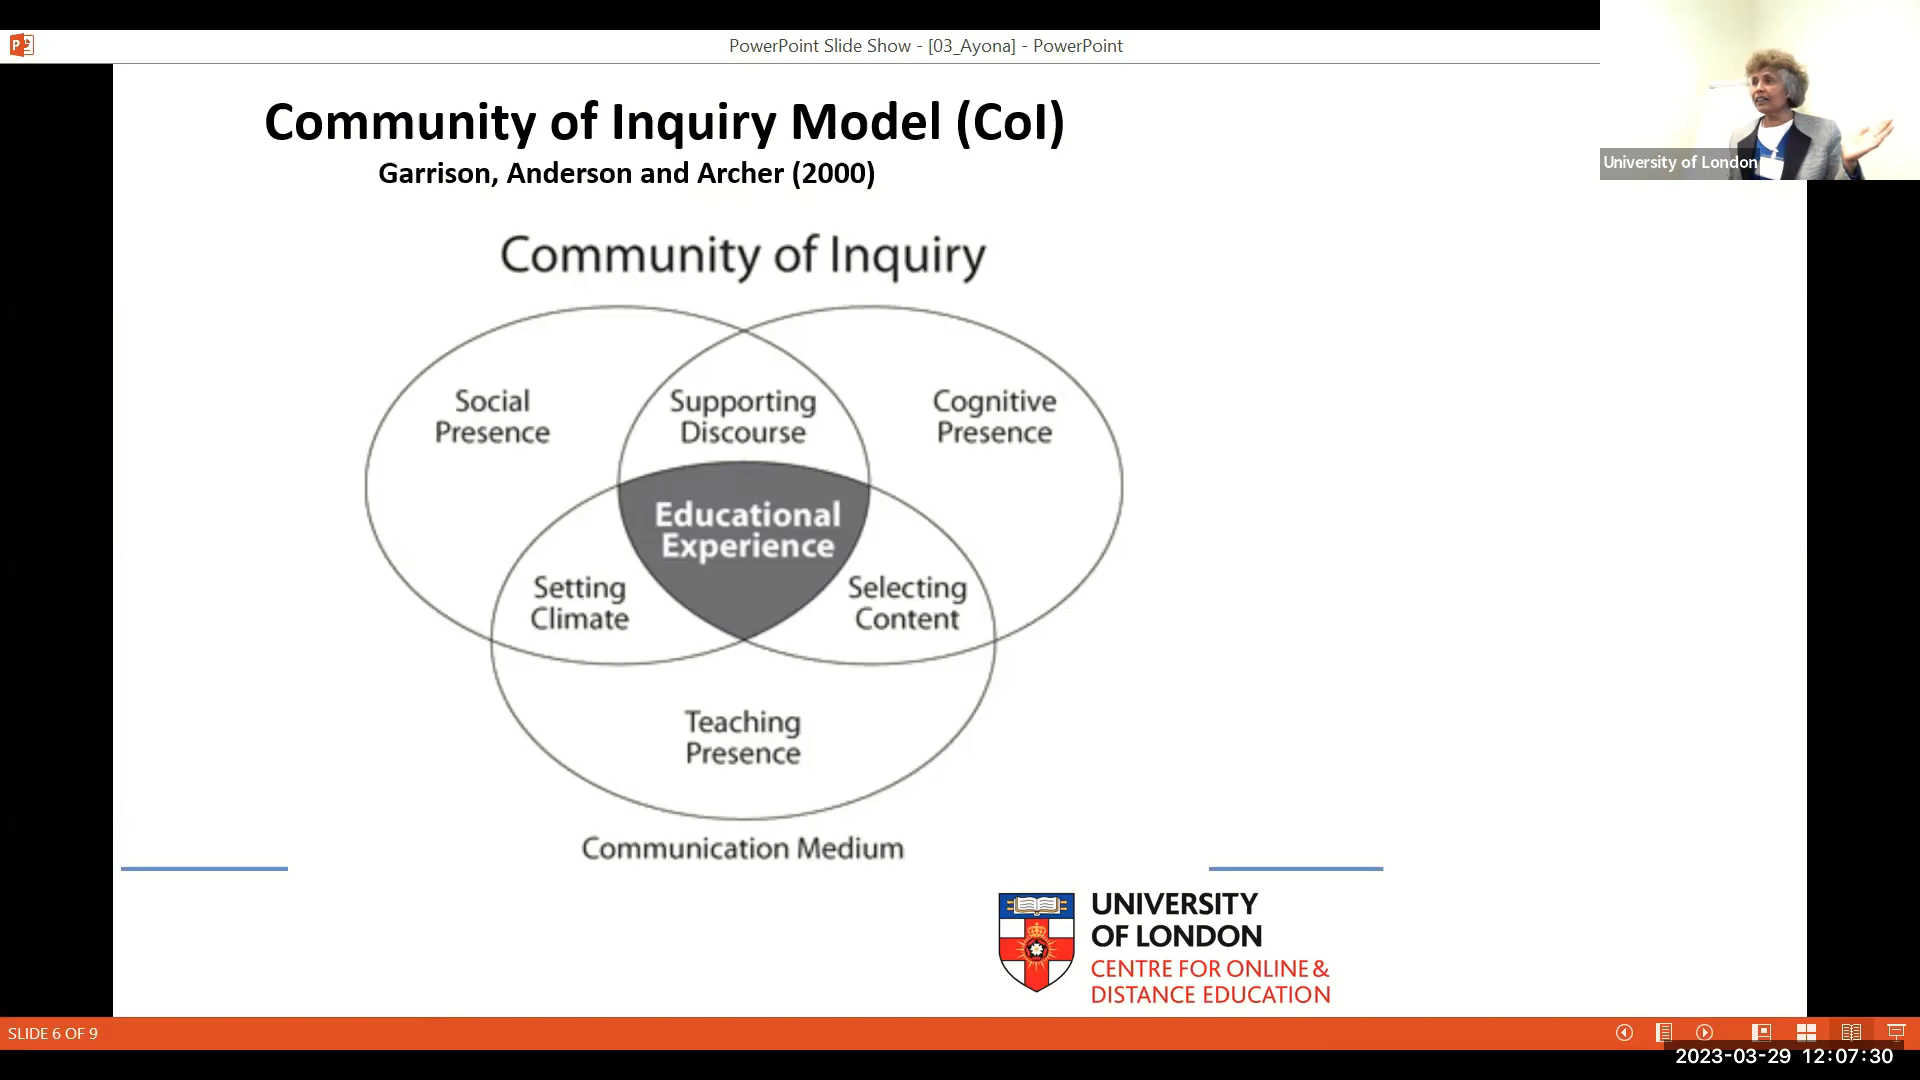 PowerPoint Slide Show - [03_Ayona] - PowerPoint
University of London
Community of Inquiry Model (CoI)
Garrison, Anderson and Archer (2000)
Community of Inquiry
Social
Presence
Supporting
Discourse
Cognitive
Presence
Educational
Experience
Setting
Climate
Selecting
Content
Teaching
Presence
Communication Medium
UNIVERSITY
OF LONDON
CENTRE FOR ONLINE &
DISTANCE EDUCATION
SLIDE 6 OF 9
2023-03-29 12:07:30